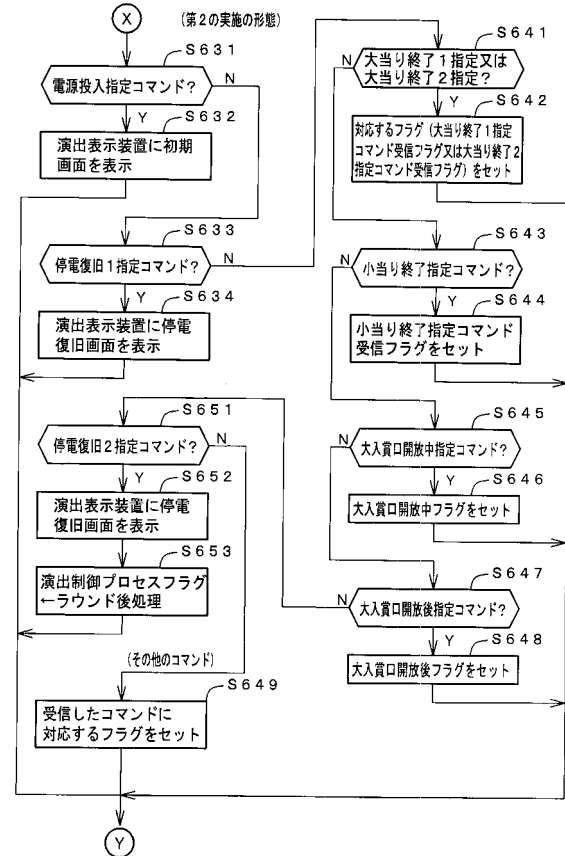 X
(第2の実施の形態)
S631
電源投入指定コマンド?
N
Y
S632
演出表示装置に初期
画面を表示
S633
停電復旧1指定コマンド?
N
Y
S634
演出表示装置に停電
復旧画面を表示
S641
大当り終了1指定又は
大当り終了2指定?
N
Y
S642
対応するフラグ(大当り終了1指定
コマンド受信フラグ又は大当り終了2
指定コマンド受信フラグ)をセット
S643
小当り終了指定コマンド?
N
Y
S644
小当り終了指定コマンド
受信フラグをセット
S645
大入賞口開放中指定コマンド?
N
Y
S646
大入賞口開放中フラグをセット
S647
大入賞口開放後指定コマンド?
N
Y
S648
大入賞口開放後フラグをセット
S651
停電復旧2指定コマンド?
N
Y
S652
演出表示装置に停電
復旧画面を表示
S653
演出制御プロセスフラグ
←ラウンド後処理
(その他のコマンド)
S649
受信したコマンドに
対応するフラグをセット
Y